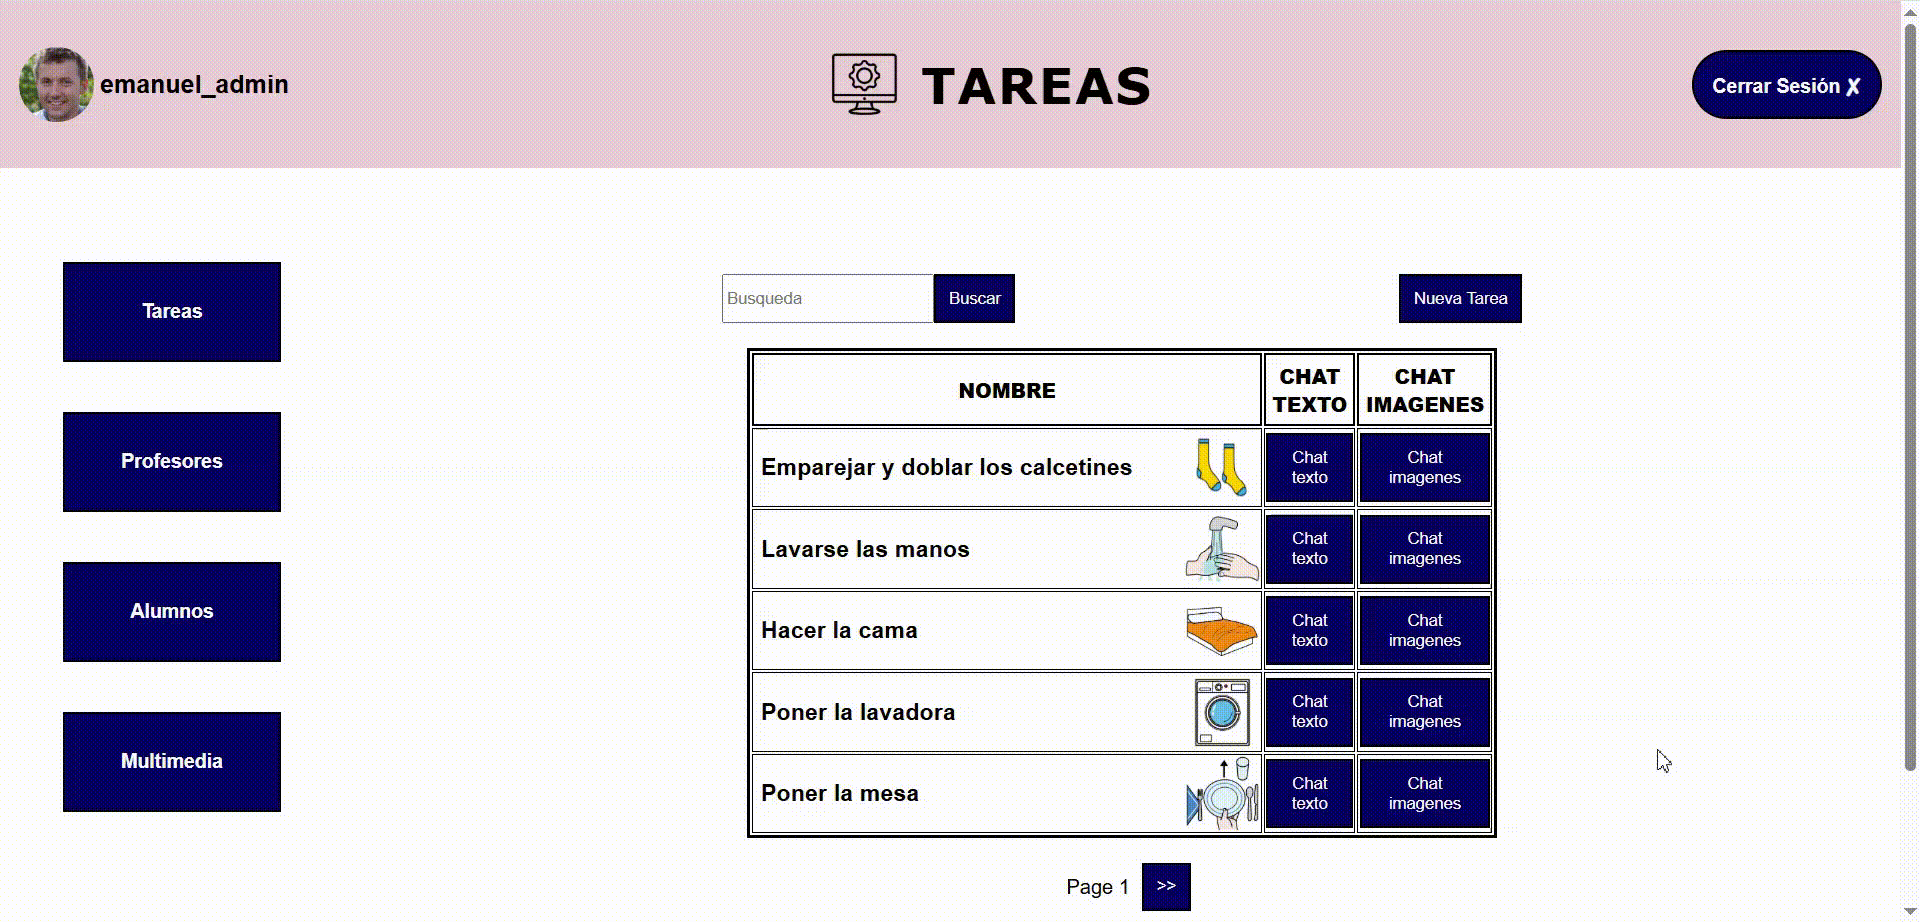 emanuel_admin
TAREAS
Cerrar Sesión ✗
Tareas
Profesores
Alumnos
Multimedia
Busqueda
Buscar
Nueva Tarea
NOMBRE
CHAT
TEXTO
CHAT
IMAGENES
Emparejar y doblar los calcetines
Chat
texto
Chat
imagenes
Lavarse las manos
Chat
texto
Chat
imagenes
Hacer la cama
Chat
texto
Chat
imagenes
Poner la lavadora
Chat
texto
Chat
imagenes
Poner la mesa
Chat
texto
Chat
imagenes
Page 1
>>